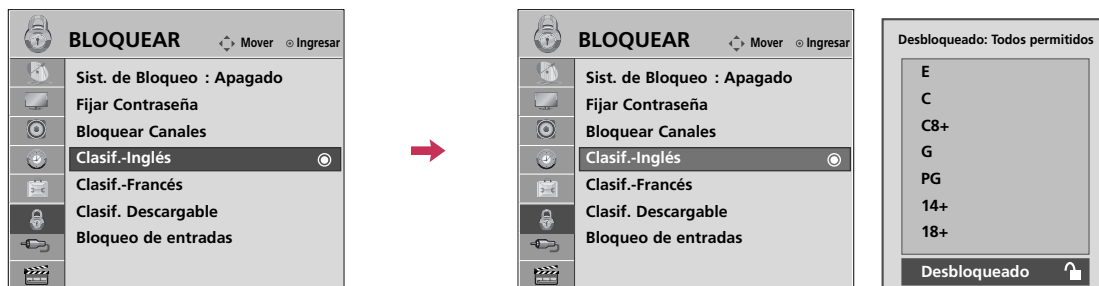 BLOQUEAR Mover Ingresar
Sist. de Bloqueo : Apagado
Fijar Contraseña
Bloquear Canales
Clasif.-Inglés
Clasif.-Francés
Clasif. Descargable
Bloqueo de entradas
BLOQUEAR Mover Ingresar
Sist. de Bloqueo : Apagado
Fijar Contraseña
Bloquear Canales
Clasif.-Inglés
Clasif.-Francés
Clasif. Descargable
Bloqueo de entradas
Desbloqueado: Todos permitidos
E
C
C8+
G
PG
14+
18+
Desbloqueado